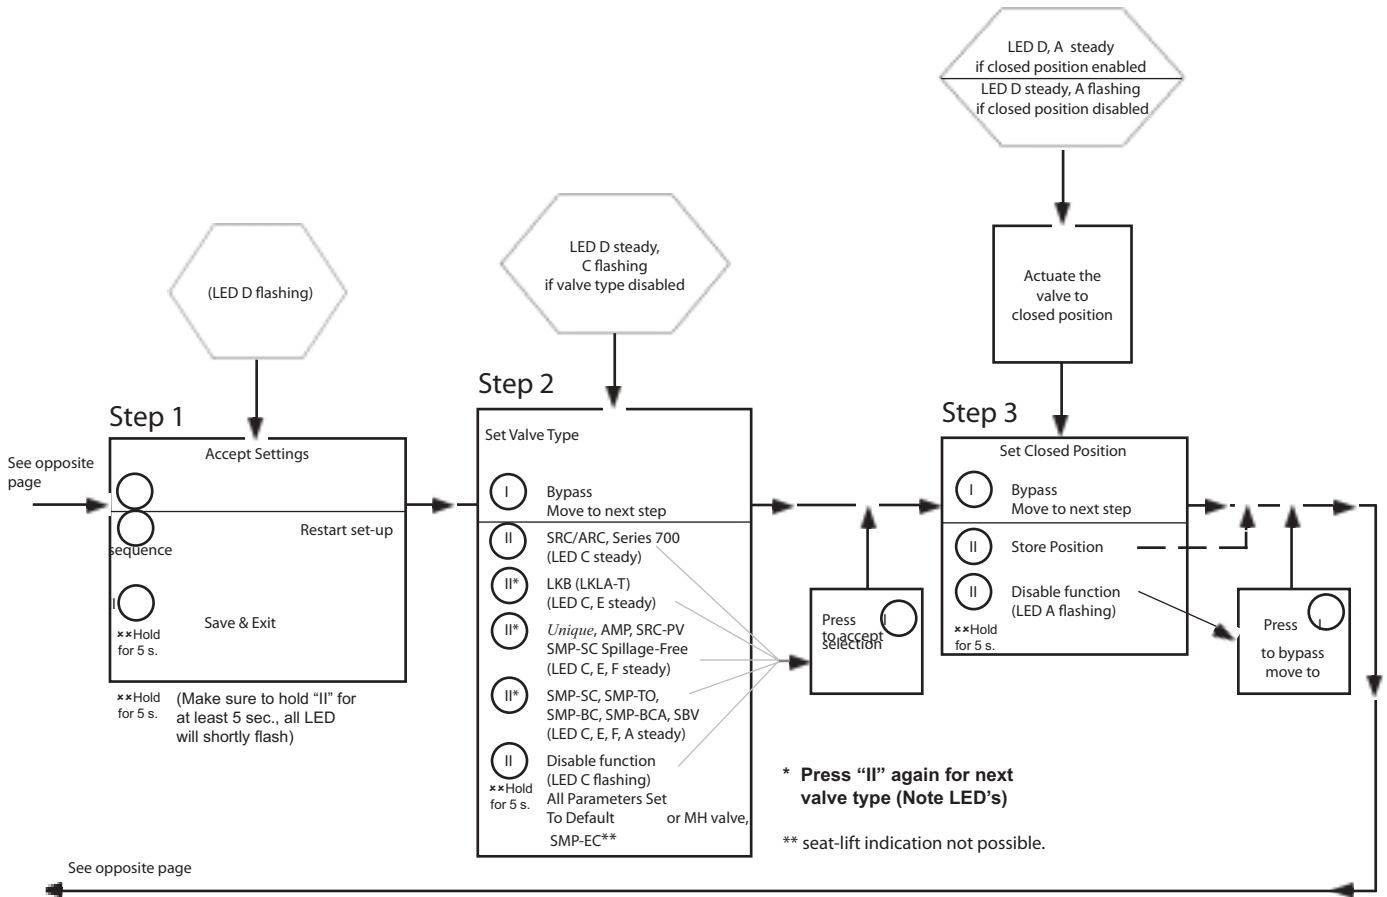 LED D, A steady
if closed position enabled
LED D steady, A flashing
if closed position disabled
(LED D flashing)
LED D steady,
C flashing
if valve type disabled
Actuate the
valve to
closed position
Step 1
Accept Settings
See opposite
page
Restart set-up
sequence
I
Save & Exit
××Hold
for 5 s.
××Hold
for 5 s.
(Make sure to hold “II” for
at least 5 sec., all LED
will shortly flash)
Step 2
Set Valve Type
I Bypass
Move to next step
II SRC/ARC, Series 700
(LED C steady)
II* LKB (LKLA-T)
(LED C, E steady)
II* Unique, AMP, SRC-PV
SMP-SC Spillage-Free
(LED C, E, F steady)
II* SMP-SC, SMP-TO,
SMP-BC, SMP-BCA, SBV
(LED C, E, F, A steady)
II Disable function
(LED C flashing)
××Hold
for 5 s.
All Parameters Set
To Default or MH valve,
SMP-EC**
Press I
to accept
selection
* Press “II” again for next
valve type (Note LED’s)
** seat-lift indication not possible.
Step 3
Set Closed Position
I Bypass
Move to next step
II Store Position
II Disable function
(LED A flashing)
××Hold
for 5 s.
Press I
to bypass
move to
See opposite page